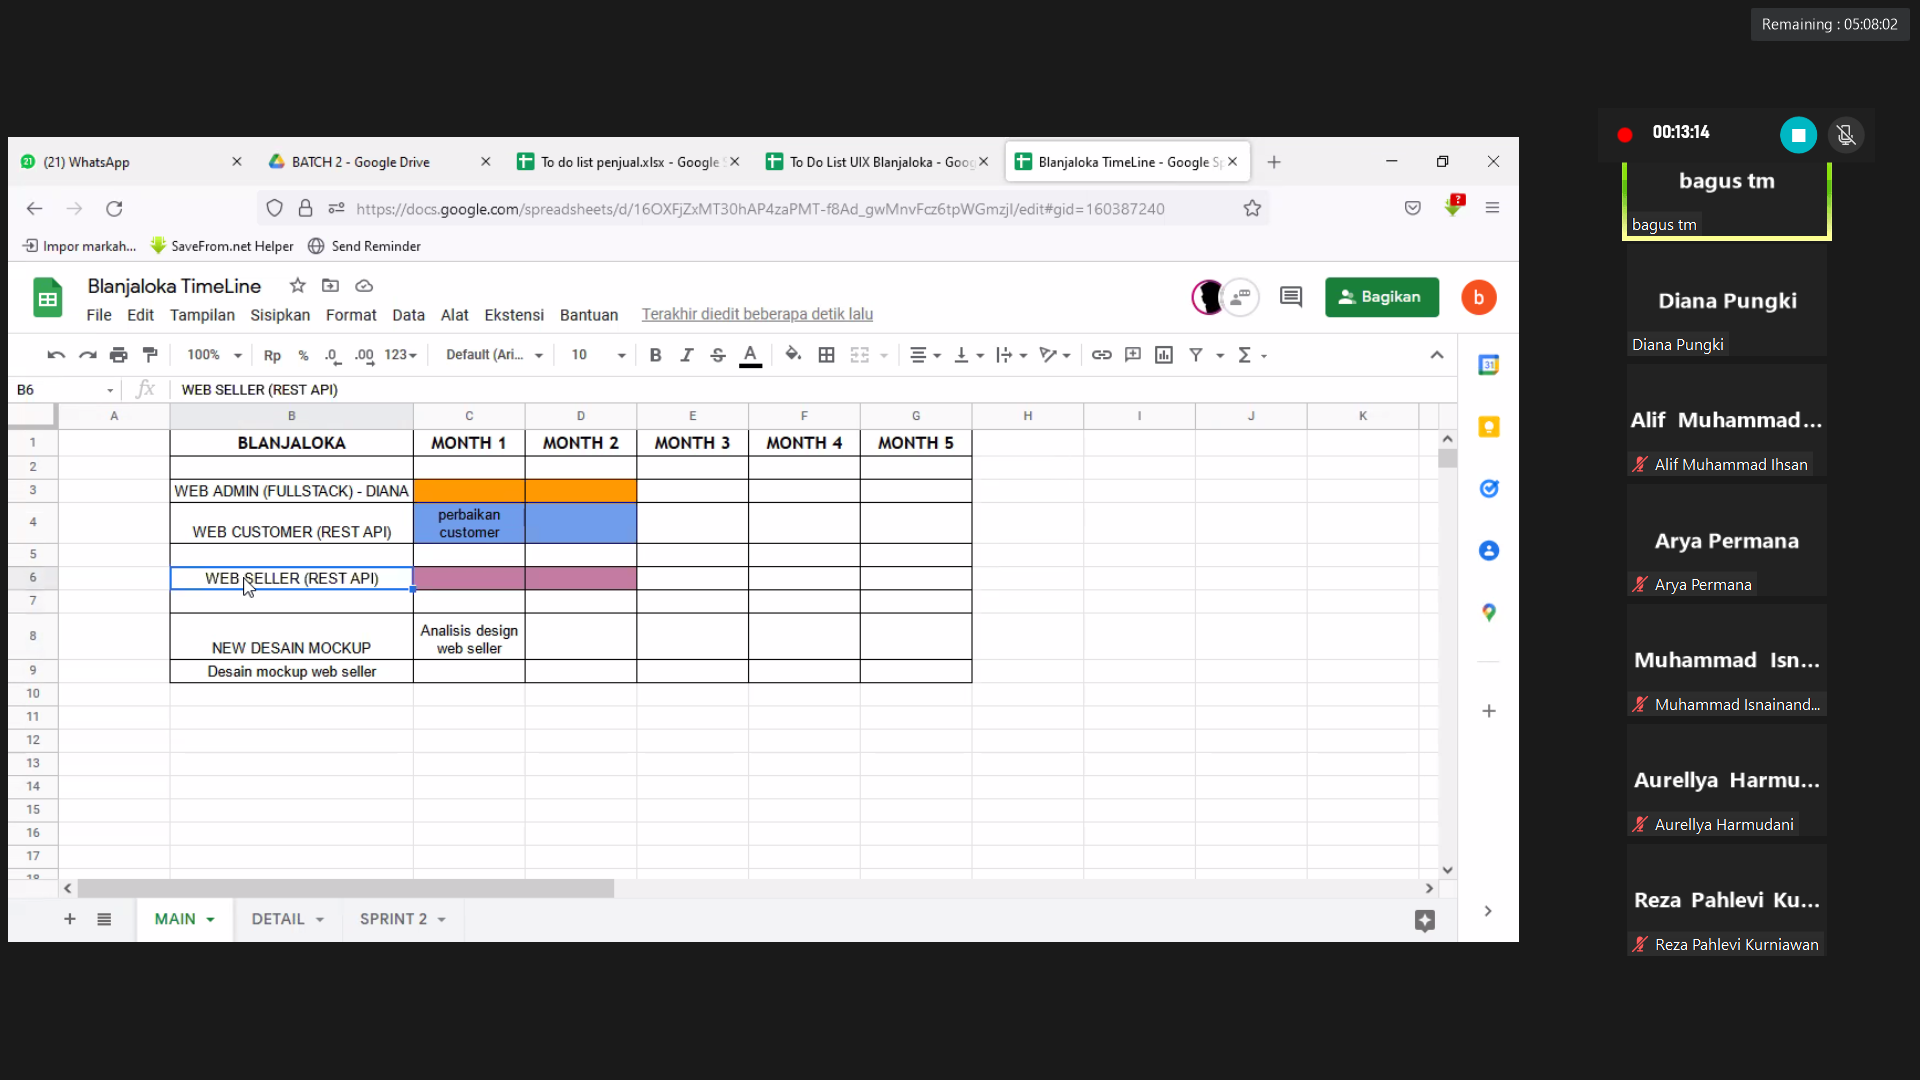 Remaining : 05:08:02
00:13:14
(21) WhatsApp
BATCH 2 - Google Drive
To do list penjual.xlsx - Google S
To Do List UIX Blanjaloka - Goog
Blanjaloka TimeLine - Google Sp
https://docs.google.com/spreadsheets/d/16OXFjZxMT30hAP4zaPMT-f8Ad_gwMnvFcz6tpWGmzjI/edit#gid=160387240
Impor markah...
SaveFrom.net Helper
Send Reminder
Blanjaloka TimeLine
Bagikan
b
File Edit Tampilan Sisipkan Format Data Alat Ekstensi Bantuan Terakhir diedit beberapa detik lalu
100% Rp % .0 .00 123 Default (Ari... 10 B I S A
B6 fx WEB SELLER (REST API)
A B C D E F G H I J K
1 BLANJALOKA MONTH 1 MONTH 2 MONTH 3 MONTH 4 MONTH 5
2
3 WEB ADMIN (FULLSTACK) - DIANA
4 WEB CUSTOMER (REST API) perbaikan customer
5
6 WEB SELLER (REST API)
7
8 NEW DESAIN MOCKUP Analisis design web seller
9 Desain mockup web seller
10
11
12
13
14
15
16
17
18
MAIN DETAIL SPRINT 2
bagus tm
bagus tm
Diana Pungki
Diana Pungki
Alif Muhammad...
Alif Muhammad Ihsan
Arya Permana
Arya Permana
Muhammad Isn...
Muhammad Isnainand...
Aurellya Harmu...
Aurellya Harmudani
Reza Pahlevi Ku...
Reza Pahlevi Kurniawan